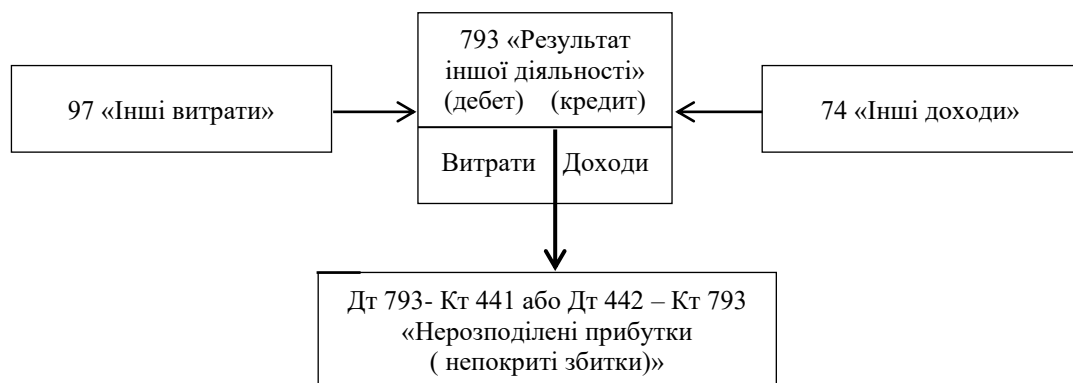 793 «Результат
іншої діяльності»
(дебет) (кредит)
97 «Інші витрати»
74 «Інші доходи»
Витрати Доходи
Дт 793- Кт 441 або Дт 442 – Кт 793
«Нерозподілені прибутки
( непокриті збитки)»